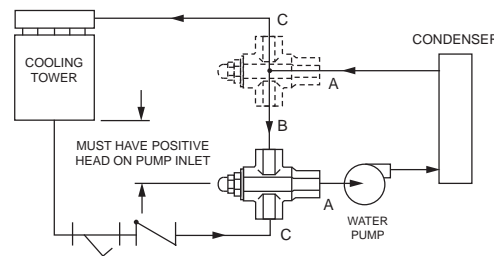 C
COOLING
TOWER
CONDENSER
A
B
MUST HAVE POSITIVE
HEAD ON PUMP INLET
A
C
WATER
PUMP